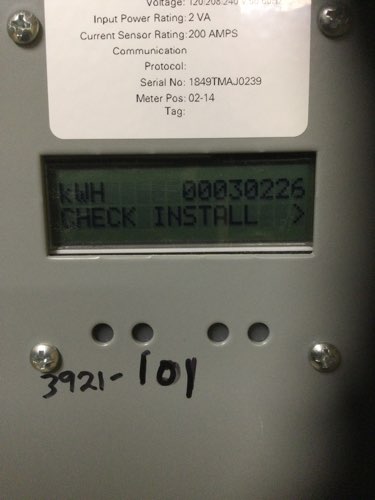 Voltage: 120:208:240 V
Input Power Rating: 2 VA
Current Sensor Rating: 200 AMPS
Communication
Protocol:
Serial No: 1849TMAJ0239
Meter Pos: 02-14
Tag:
kWH 00030226
CHECK INSTALL >
3921-101